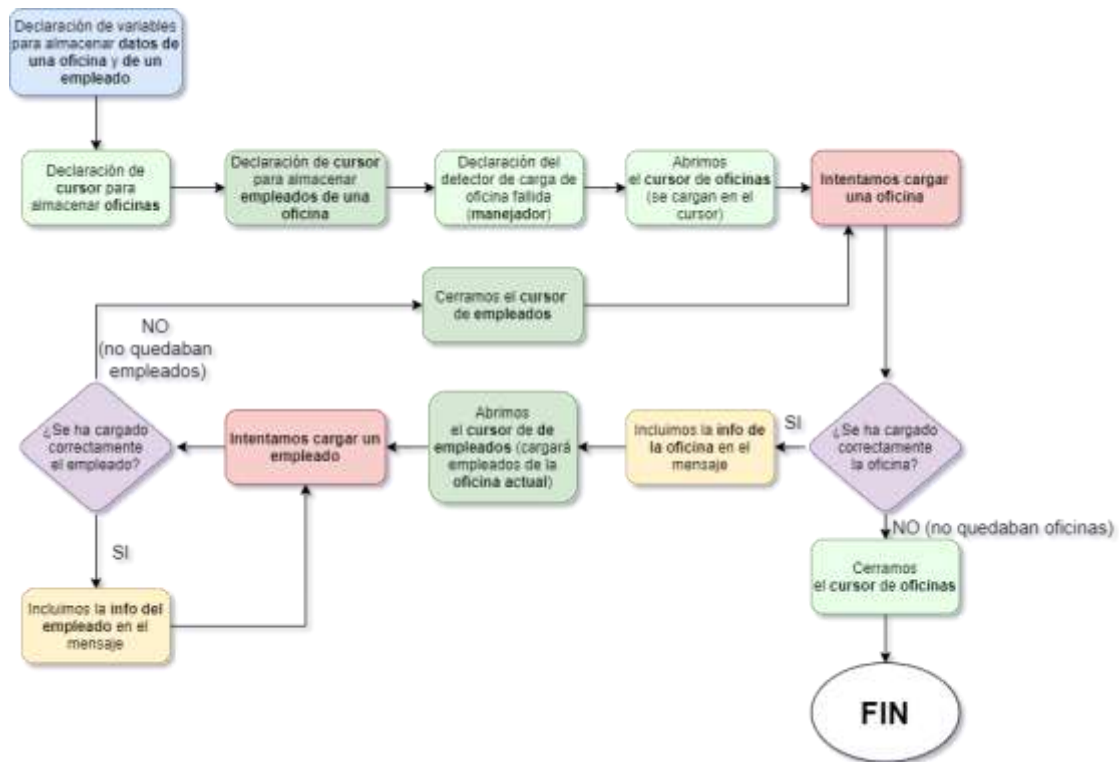 Declaración de variables
para almacenar datos de
una oficina y de un
empleado
Declaración de
cursor para
almacenar oficinas
Declaración de cursor
para almacenar
empleados de una
oficina
Declaración del
detector de carga de
oficina fallida
(manejador)
Abrimos
el cursor de oficinas
(se cargan en el
cursor)
Intentamos cargar
una oficina
Cerramos el cursor
de empleados
NO
(no quedaban
empleados)
¿Se ha cargado
correctamente
el empleado?
Intentamos cargar un
empleado
Abrimos
el cursor de de
empleados (cargará
empleados de la
oficina actual)
Incluimos la info de
la oficina en el
mensaje
SI
¿Se ha cargado
correctamente
la oficina?
NO (no quedaban oficinas)
SI
Cerramos
el cursor de oficinas
Incluimos la info del
empleado en el
mensaje
FIN